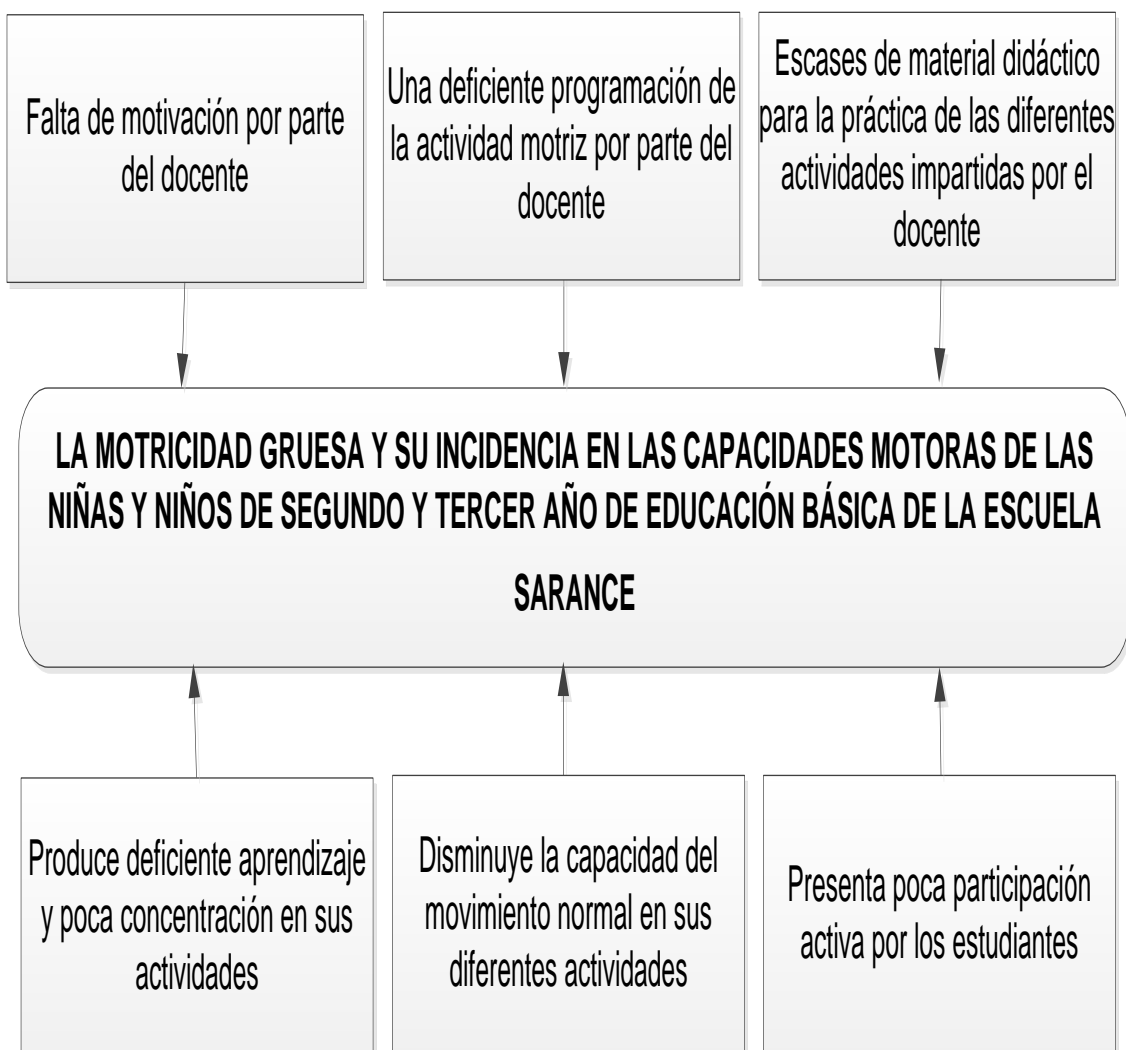 Falta de motivación por parte
del docente
Una deficiente programación de
la actividad motriz por parte del
docente
Escases de material didáctico
para la práctica de las diferentes
actividades impartidas por el
docente
LA MOTRICIDAD GRUESA Y SU INCIDENCIA EN LAS CAPACIDADES MOTORAS DE LAS
NIÑAS Y NIÑOS DE SEGUNDO Y TERCER AÑO DE EDUCACIÓN BÁSICA DE LA ESCUELA
SARANCE
Produce deficiente aprendizaje
y poca concentración en sus
actividades
Disminuye la capacidad del
movimiento normal en sus
diferentes actividades
Presenta poca participación
activa por los estudiantes